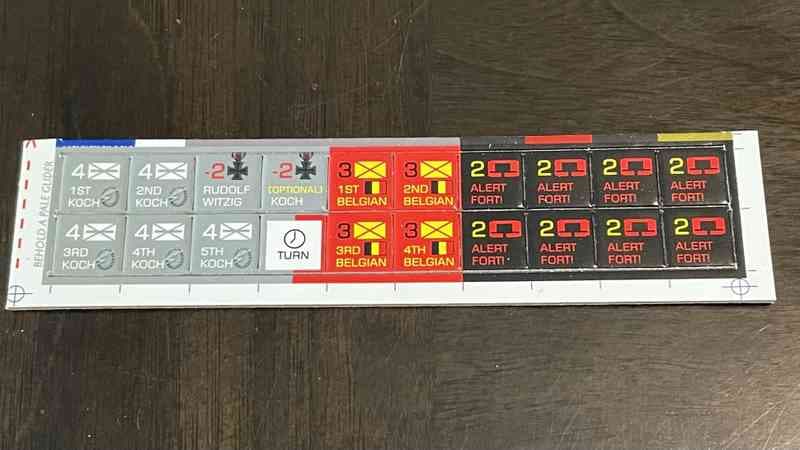 BEHOLD A PALE GLIDER
4
1ST
KOCH
4
2ND
KOCH
-2
RUDOLF
WITZIG
-2
(OPTIONAL)
KOCH
3
1ST
BELGIAN
3
2ND
BELGIAN
2
ALERT
FORT!
2
ALERT
FORT!
2
ALERT
FORT!
2
ALERT
FORT!
4
3RD
KOCH
4
4TH
KOCH
4
5TH
KOCH
TURN
3
3RD
BELGIAN
3
4TH
BELGIAN
2
ALERT
FORT!
2
ALERT
FORT!
2
ALERT
FORT!
2
ALERT
FORT!